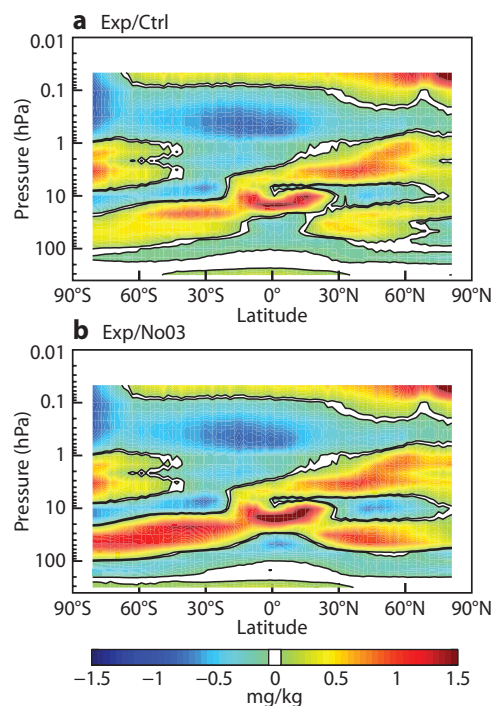 a Exp/Ctrl
0.01
0.1
1
10
100
Pressure (hPa)
90°S 60°S 30°S 0° 30°N 60°N 90°N
Latitude
b Exp/No03
0.01
0.1
1
10
100
Pressure (hPa)
90°S 60°S 30°S 0° 30°N 60°N 90°N
Latitude
−1.5 −1 −0.5 0 0.5 1 1.5
mg/kg